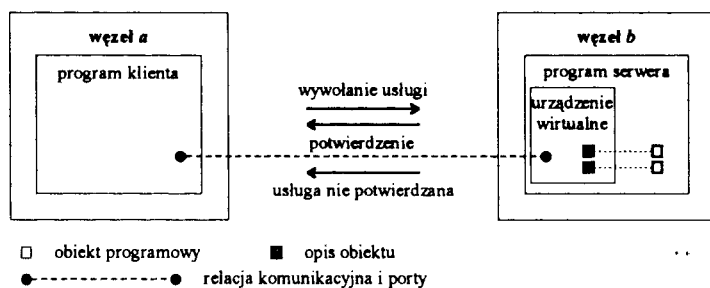 węzeł a
węzeł b
program klienta
program serwera
wywołanie usługi
urządzenie
wirtualne
potwierdzenie
usługa nie potwierdzana
obiekt programowy
opis obiektu
relacja komunikacyjna i porty